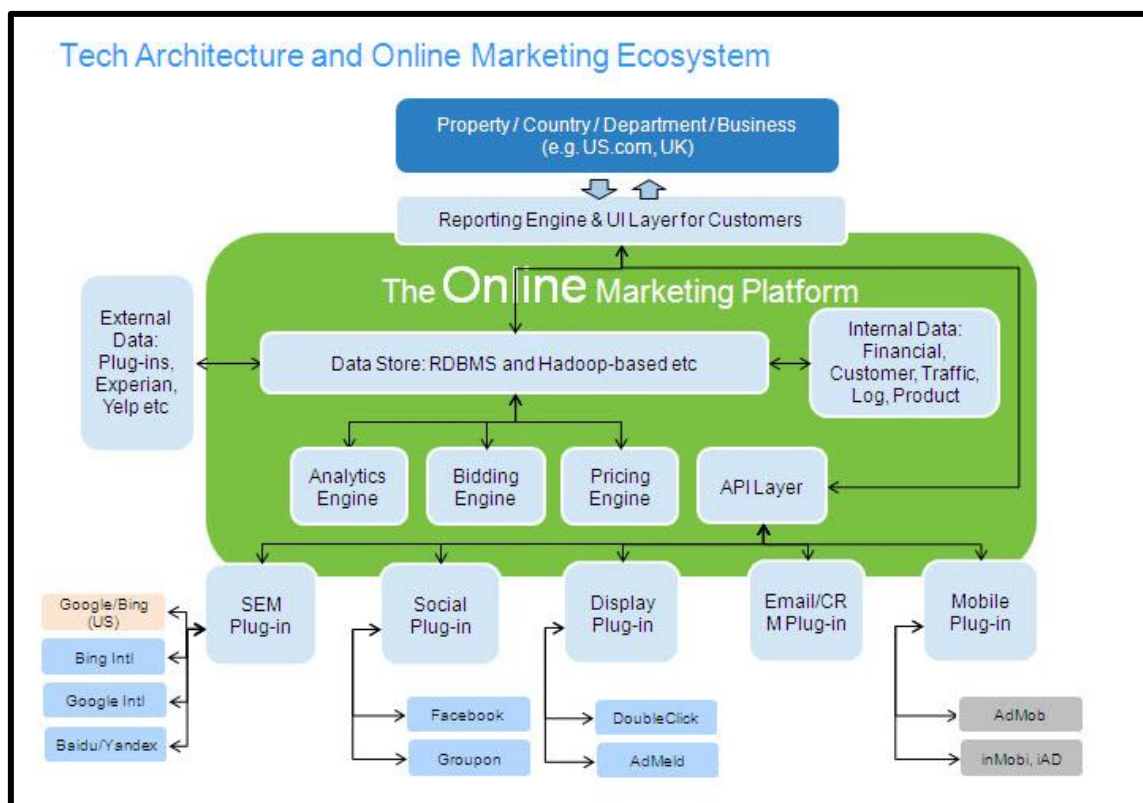 Tech Architecture and Online Marketing Ecosystem
Property / Country / Department / Business
(e.g. US.com, UK)
Reporting Engine & UI Layer for Customers
The Online Marketing Platform
External
Data:
Plug-ins,
Experian,
Yelp etc
Data Store: RDBMS and Hadoop-based etc
Internal Data:
Financial,
Customer, Traffic,
Log, Product
Analytics
Engine
Bidding
Engine
Pricing
Engine
API Layer
SEM
Plug-in
Social
Plug-in
Display
Plug-in
Email/CR
M Plug-in
Mobile
Plug-in
Google/Bing
(US)
Bing Intl
Google Intl
Baidu/Yandex
Facebook
Groupon
DoubleClick
AdMeld
AdMob
inMobi, iAD